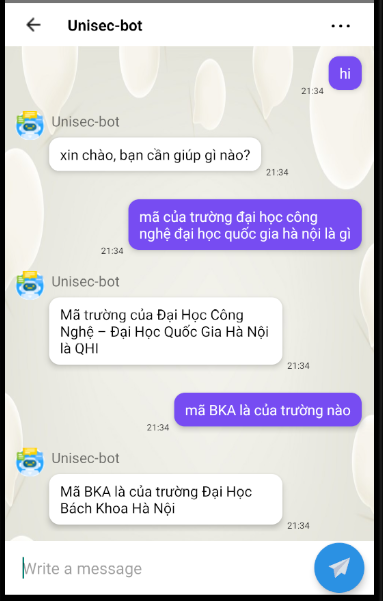 Unisec-bot
hi
21:34
Unisec-bot
xin chào, bạn cần giúp gì nào?
21:34
mã của trường đại học công
nghệ đại học quốc gia hà nội là gì
21:34
Unisec-bot
Mã trường của Đại Học Công
Nghệ – Đại Học Quốc Gia Hà Nội
là QHI
21:34
mã BKA là của trường nào
21:34
Unisec-bot
Mã BKA là của trường Đại Học
Bách Khoa Hà Nội
21:34
Write a message